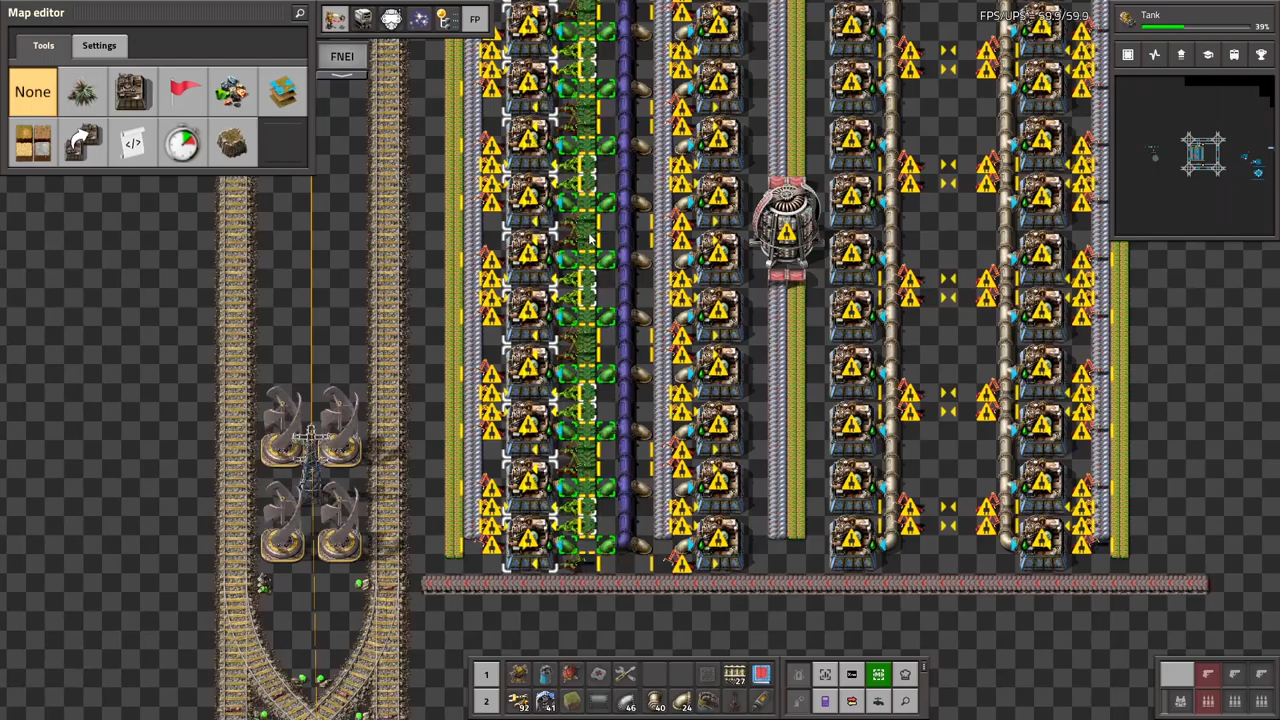 Map editor
FP
FPS/UPS = 59.9/59.9
Tank
39%
Tools
Settings
FNEI
None
</>
1
27
2
92
41
46
40
24